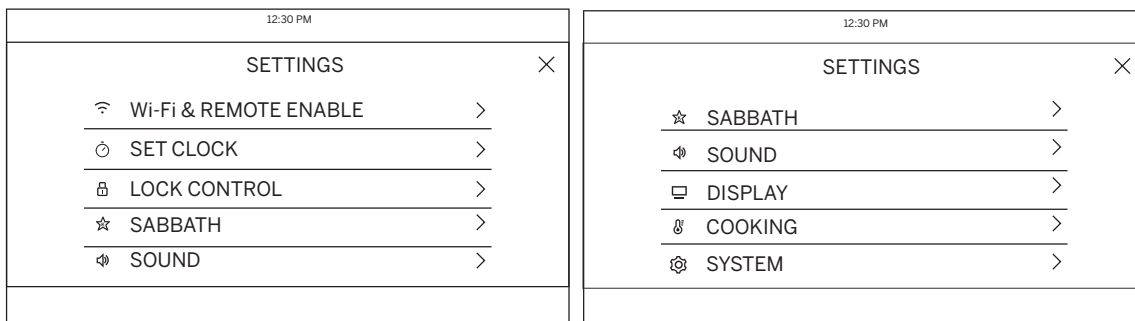 12:30 PM
SETTINGS
Wi-Fi & REMOTE ENABLE
SET CLOCK
LOCK CONTROL
SABBATH
SOUND
12:30 PM
SETTINGS
SABBATH
SOUND
DISPLAY
COOKING
SYSTEM